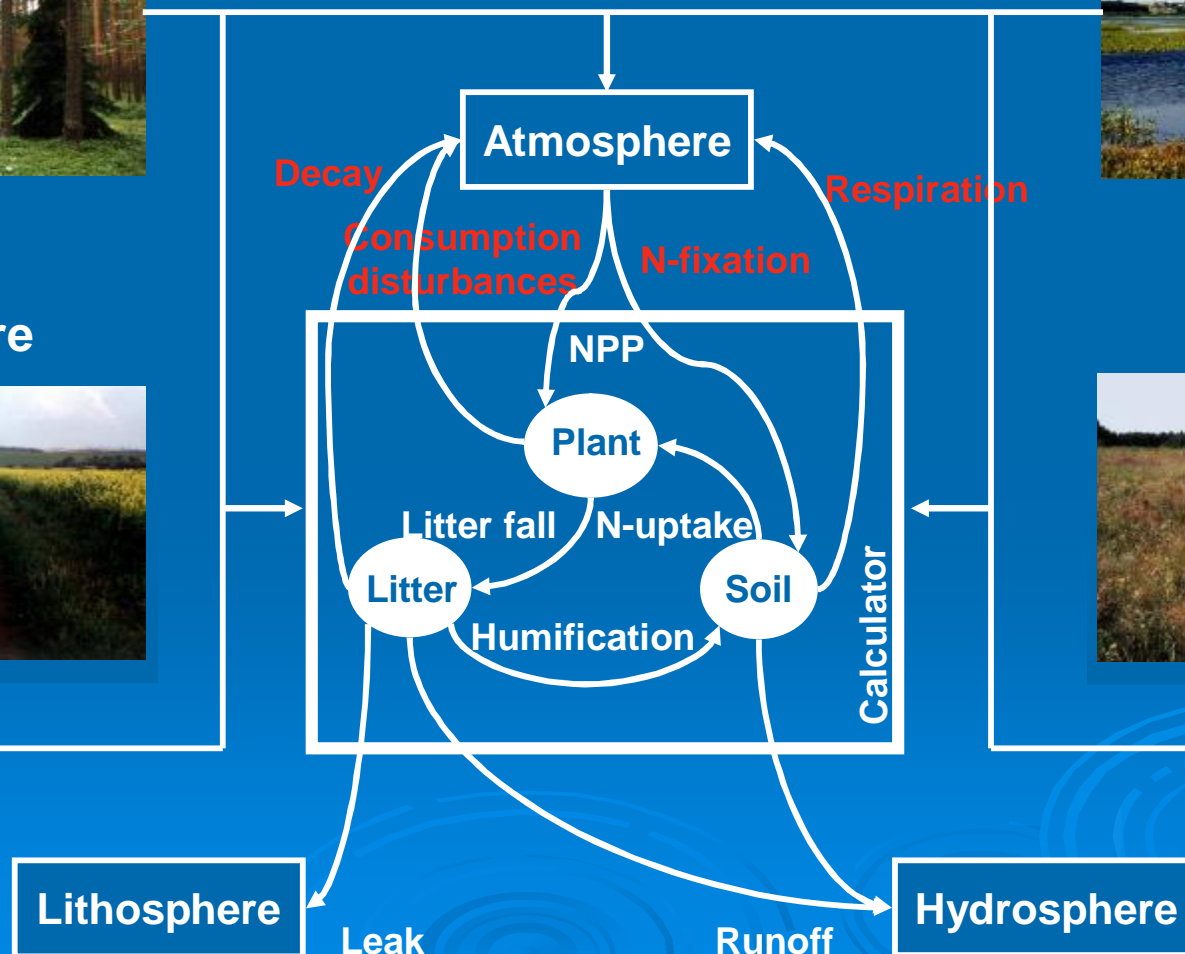 Atmosphere
Decay
Respiration
Consumption
disturbances
N-fixation
re
NPP
Plant
Litter fall
N-uptake
Litter
Soil
Humification
Calculator
Lithosphere
Hydrosphere
Leak
Runoff